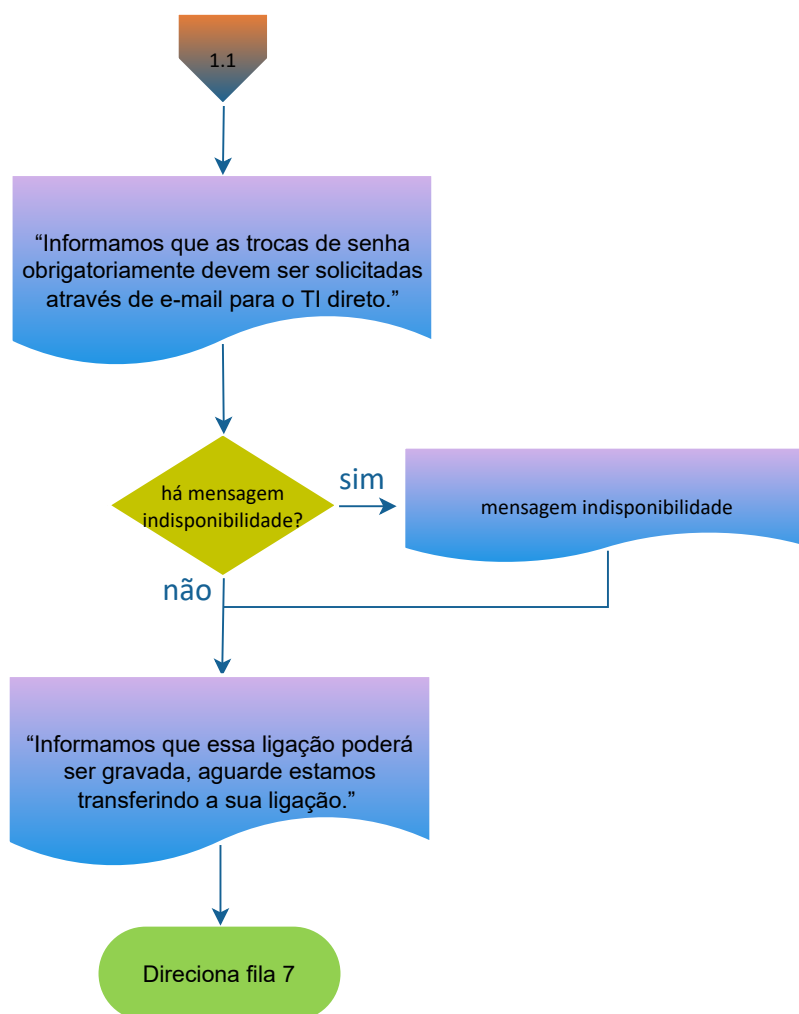 1.1
“Informamos que as trocas de senha
obrigatoriamente devem ser solicitadas
através de e-mail para o TI direto.”
há mensagem
indisponibilidade?
sim
mensagem indisponibilidade
não
“Informamos que essa ligação poderá
ser gravada, aguarde estamos
transferindo a sua ligação.”
Direciona fila 7